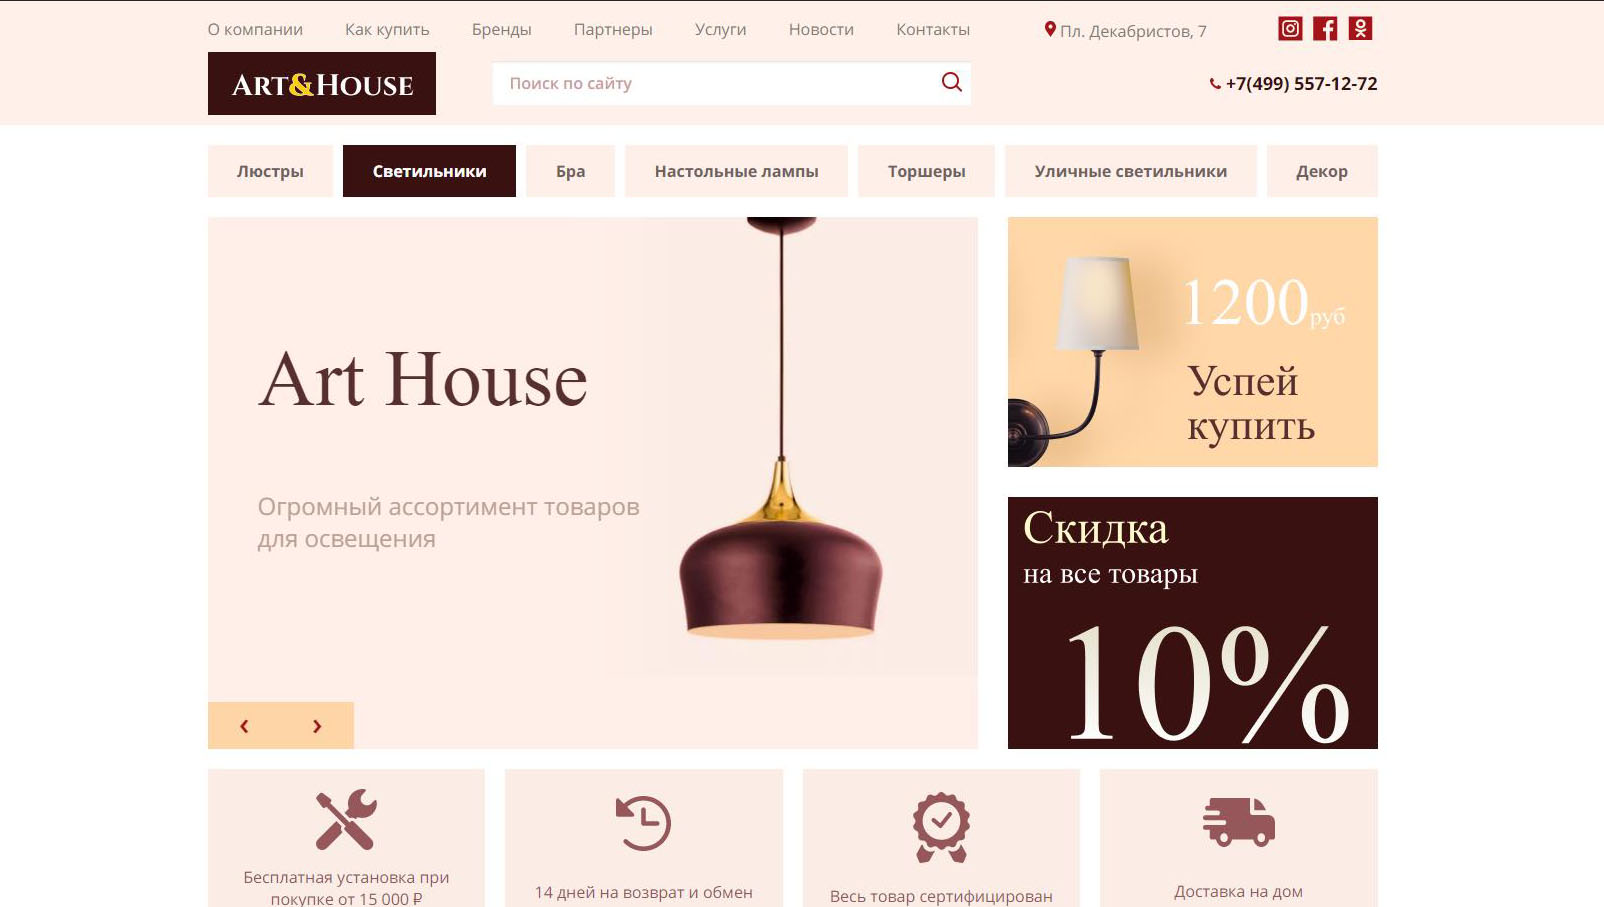 О компании Как купить Бренды Партнеры Услуги Новости Контакты Пл. Декабристов, 7
ART&HOUSE
Поиск по сайту
+7(499) 557-12-72
Люстры Светильники Бра Настольные лампы Торшеры Уличные светильники Декор
Art House
Огромный ассортимент товаров
для освещения
1200руб
Успей
купить
Скидка
на все товары
10%
Бесплатная установка при
покупке от 15 000 ₽
14 дней на возврат и обмен
Весь товар сертифицирован
Доставка на дом